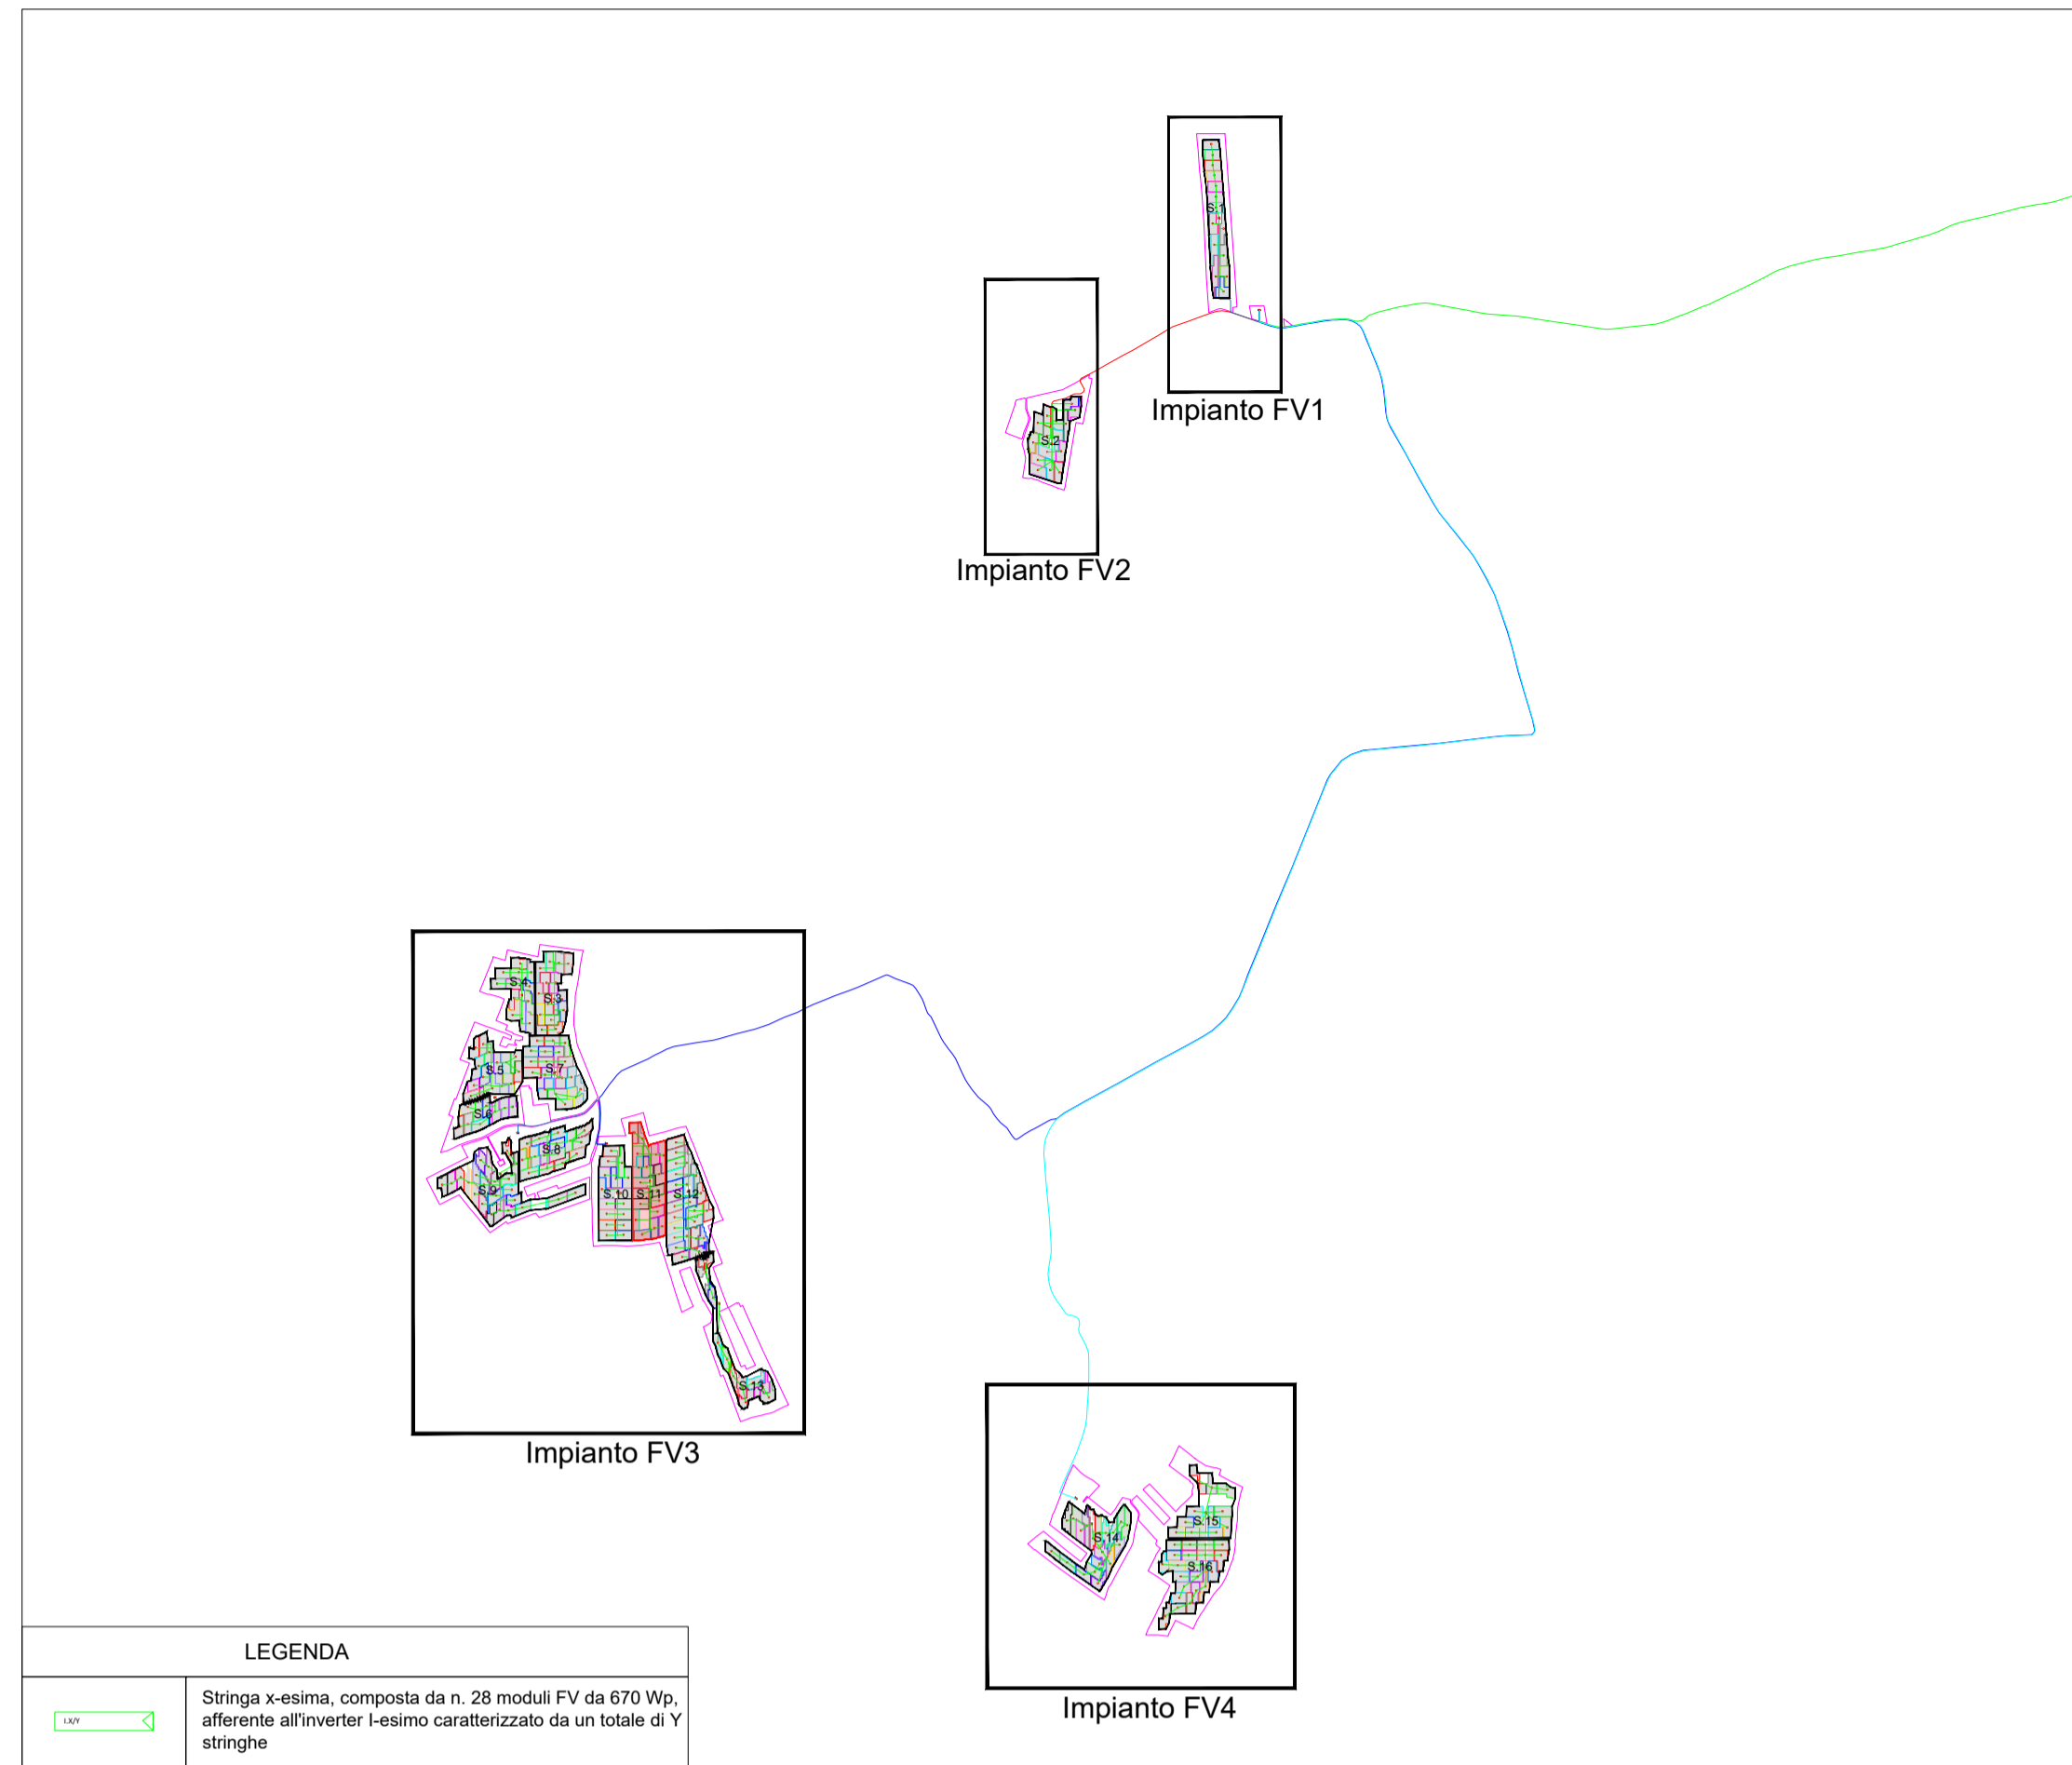 S.1
Impianto FV1
S.2
Impianto FV2
S.4
S.3
S.5
S.7
S.6
S.8
S.9
S.10
S.11
S.12
S.13
Impianto FV3
S.14
S.15
S.16
Impianto FV4
LEGENDA
I.X/Y
Stringa x-esima, composta da n. 28 moduli FV da 670 Wp,
afferente all'inverter I-esimo caratterizzato da un totale di Y
stringhe